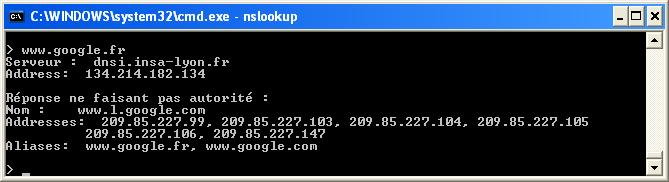 C:\WINDOWS\system32\cmd.exe - nslookup
> www.google.fr
Serveur :  dnsi.insa-lyon.fr
Address:  134.214.182.134
Réponse ne faisant pas autorité :
Nom :    www.l.google.com
Addresses:  209.85.227.99, 209.85.227.103, 209.85.227.104, 209.85.227.105
209.85.227.106, 209.85.227.147
Aliases:  www.google.fr, www.google.com
> _